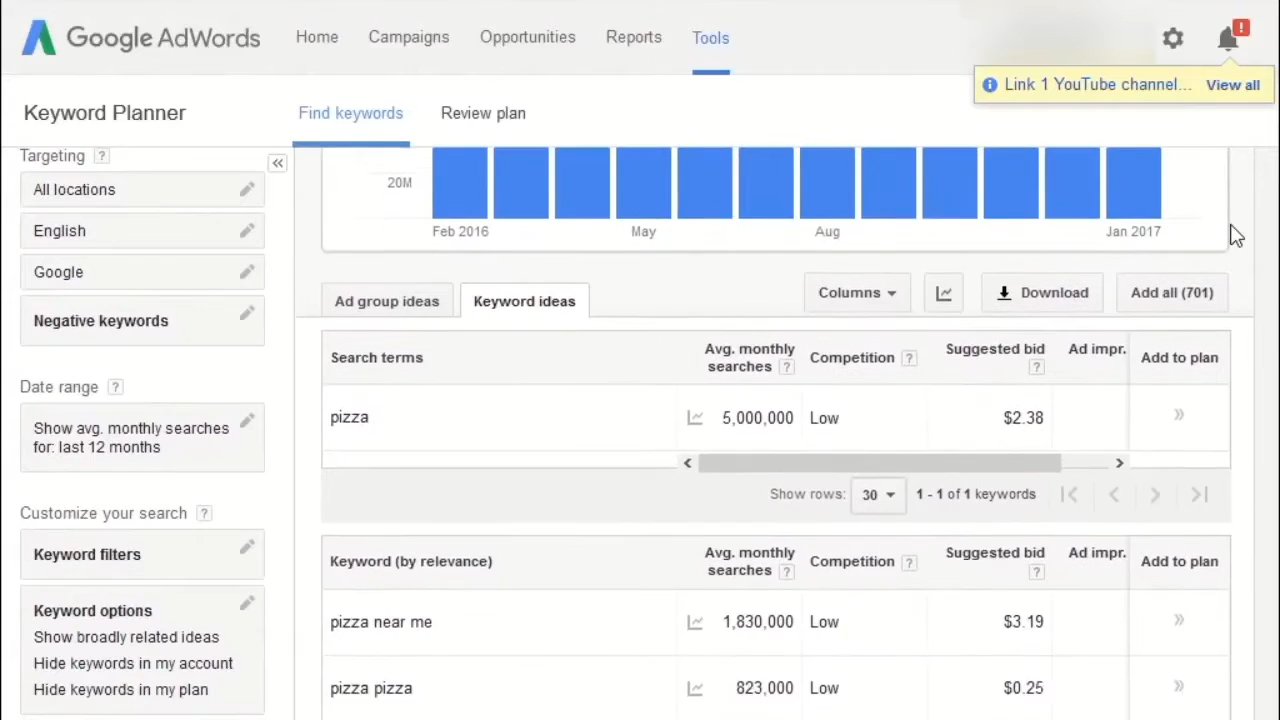 Google AdWords
Home Campaigns Opportunities Reports Tools
!
Link 1 YouTube channel... View all
Keyword Planner
Find keywords Review plan
Targeting ?
All locations
English
Google
Negative keywords
Date range ?
Show avg. monthly searches
for: last 12 months
Customize your search ?
Keyword filters
Keyword options
Show broadly related ideas
Hide keywords in my account
Hide keywords in my plan
20M
Feb 2016 May Aug Jan 2017
Ad group ideas Keyword ideas
Columns Download Add all (701)
Search terms Avg. monthly searches ? Competition ? Suggested bid ? Ad impr. Add to plan
pizza 5,000,000 Low $2.38 »
Show rows: 30 1 - 1 of 1 keywords
Keyword (by relevance) Avg. monthly searches ? Competition ? Suggested bid ? Ad impr. Add to plan
pizza near me 1,830,000 Low $3.19 »
pizza pizza 823,000 Low $0.25 »